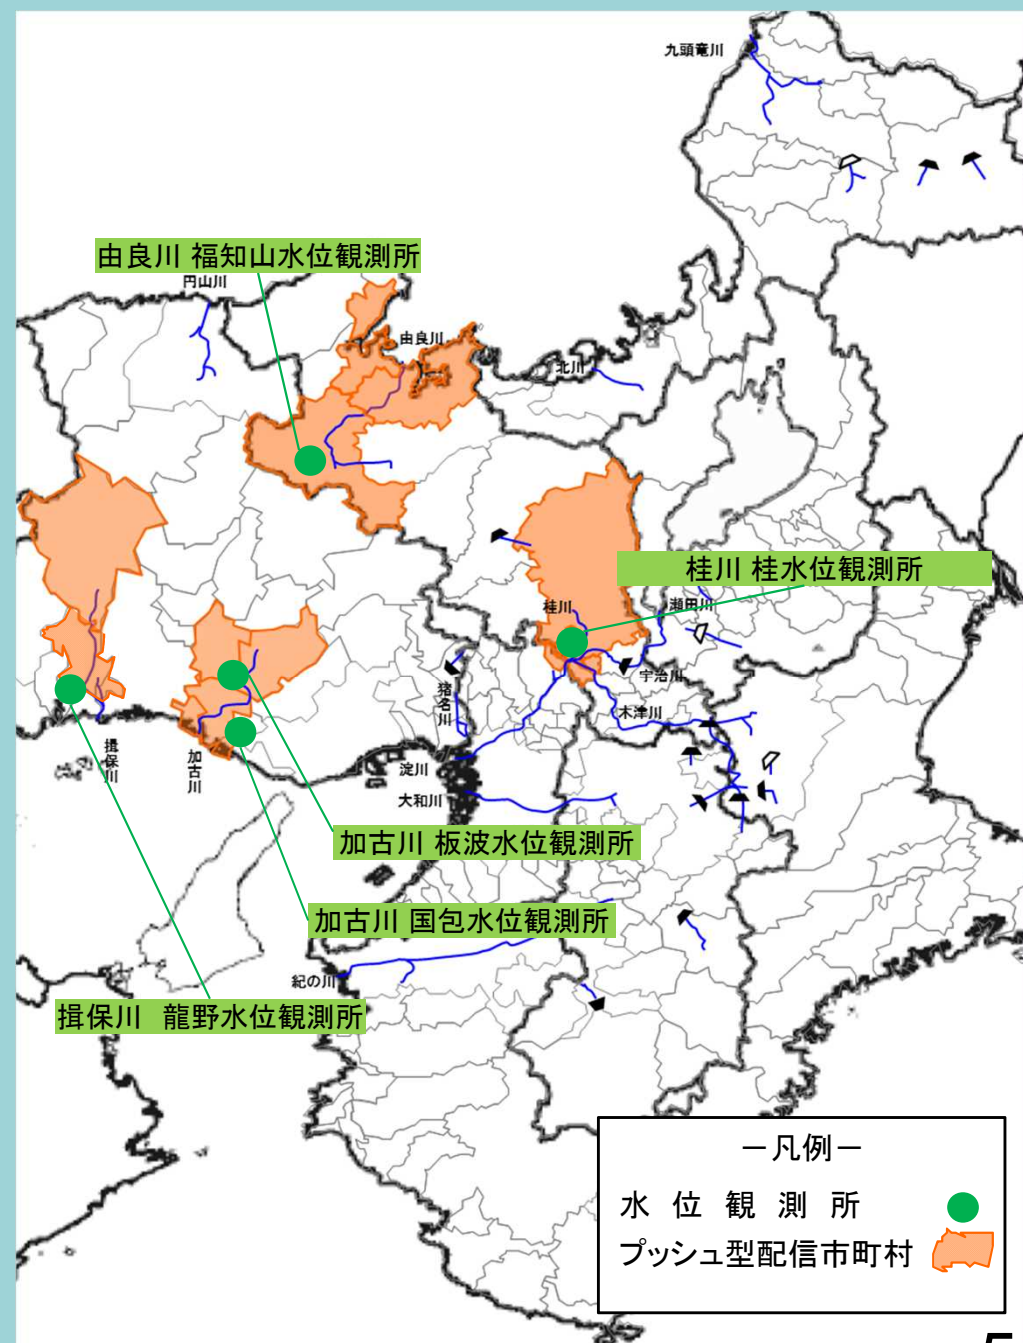 九頭竜川
由良川 福知山水位観測所
円山川
由良川
北川
桂川 桂水位観測所
桂川
瀬田川
宇治川
猪名川
木津川
揖保川
加古川
淀川
大和川
加古川 板波水位観測所
加古川 国包水位観測所
紀の川
揖保川 龍野水位観測所
－凡例－
水位観測所
プッシュ型配信市町村
5